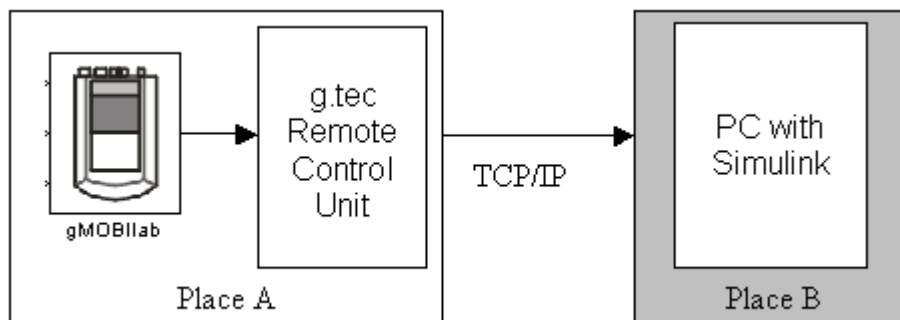 gMOBIlab
g.tec
Remote
Control
Unit
Place A
TCP/IP
PC with
Simulink
Place B